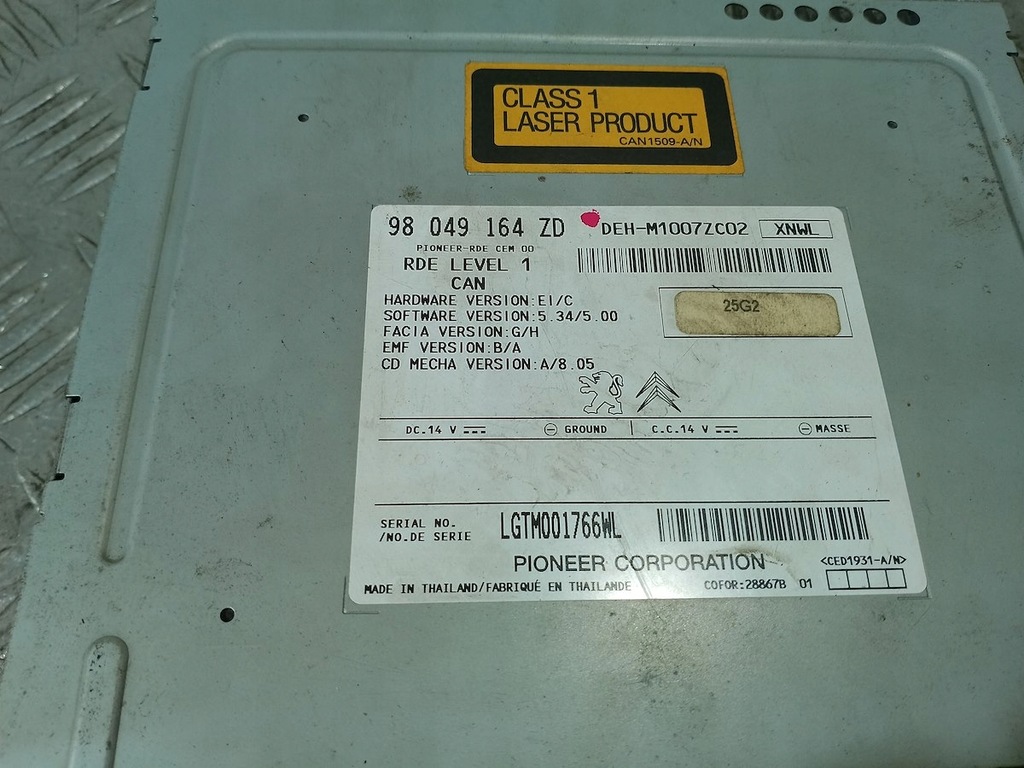 CLASS 1
LASER PRODUCT
CAN1509-A/N
98 049 164 ZD DEH-M1007ZC02 XNWL
PIONEER-RDE CEM 00
RDE LEVEL 1
CAN
HARDWARE VERSION:EI/C
SOFTWARE VERSION:5.34/5.00
25G2
FACIA VERSION:G/H
EMF VERSION:B/A
CD MECHA VERSION:A/8.05
DC.14 V GROUND C.C.14 V MASSE
SERIAL NO.
/NO.DE SERIE
LGTM001766WL
PIONEER CORPORATION
<CED1931-A/N>
MADE IN THAILAND/FABRIQUÉ EN THAILANDE COFOR:28867B 01